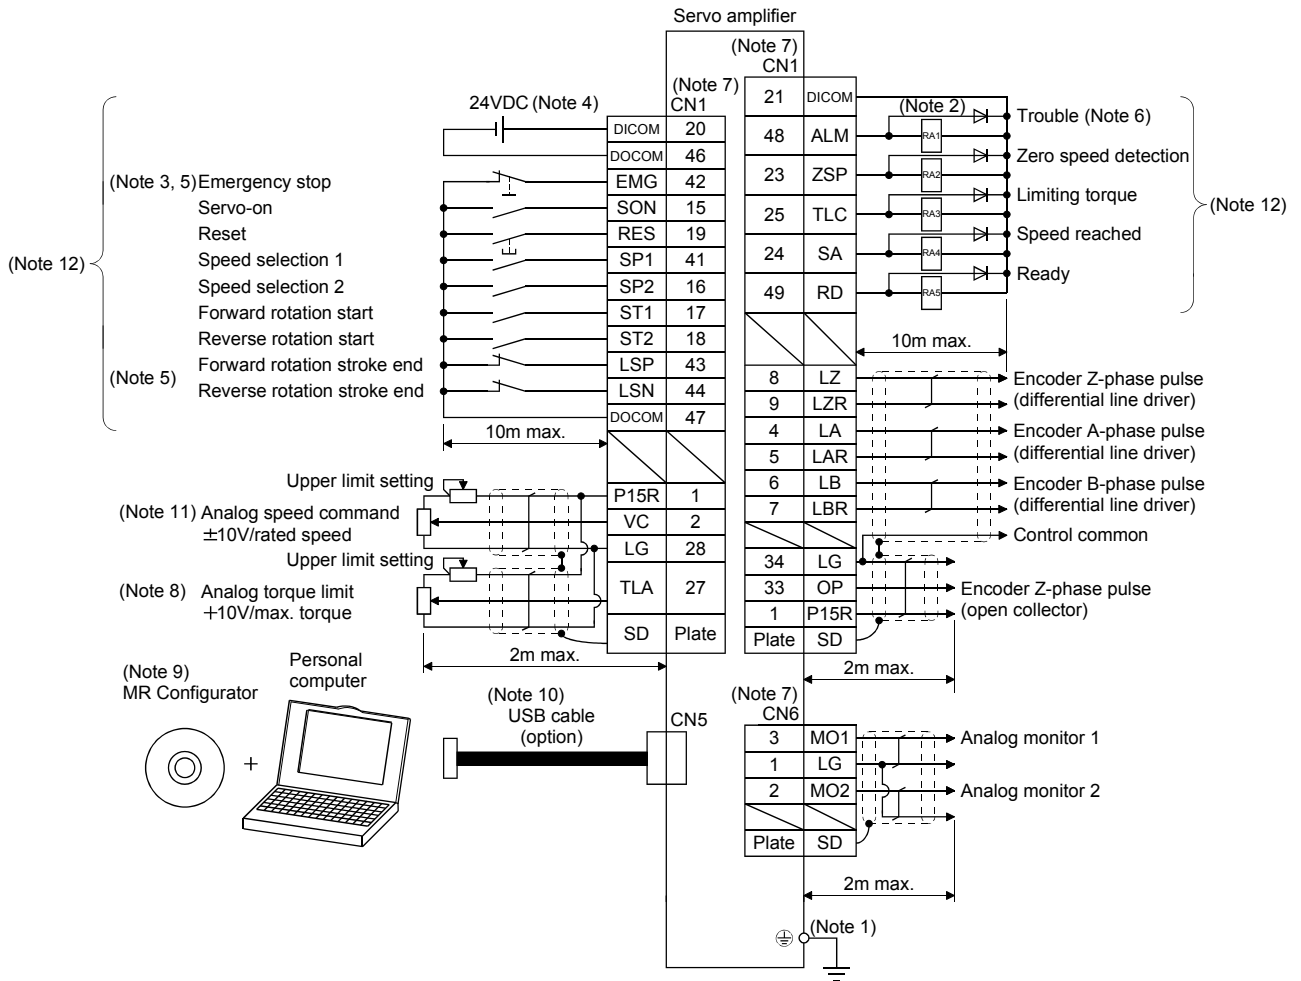 Servo amplifier
(Note 7)
CN1
(Note 7)
CN1
24VDC (Note 4)
DICOM 20
DOCOM 46
(Note 3, 5) Emergency stop EMG 42
Servo-on SON 15
Reset RES 19
Speed selection 1 SP1 41
Speed selection 2 SP2 16
Forward rotation start ST1 17
Reverse rotation start ST2 18
Forward rotation stroke end LSP 43
(Note 5)
Reverse rotation stroke end LSN 44
DOCOM 47
(Note 12)
10m max.
Upper limit setting
P15R 1
(Note 11) Analog speed command
±10V/rated speed
VC 2
LG 28
Upper limit setting
(Note 8) Analog torque limit
+10V/max. torque
TLA 27
SD Plate
2m max.
21 DICOM
(Note 2)
48 ALM RA1 Trouble (Note 6)
23 ZSP RA2 Zero speed detection
25 TLC RA3 Limiting torque
24 SA RA4 Speed reached
49 RD RA5 Ready
(Note 12)
10m max.
8 LZ Encoder Z-phase pulse
9 LZR (differential line driver)
4 LA Encoder A-phase pulse
5 LAR (differential line driver)
6 LB Encoder B-phase pulse
7 LBR (differential line driver)
Control common
34 LG
33 OP Encoder Z-phase pulse
(open collector)
1 P15R
Plate SD
2m max.
(Note 9)
MR Configurator
+
Personal
computer
(Note 10)
USB cable
(option)
CN5
(Note 7)
CN6
3 MO1 Analog monitor 1
1 LG
2 MO2 Analog monitor 2
Plate SD
2m max.
(Note 1)